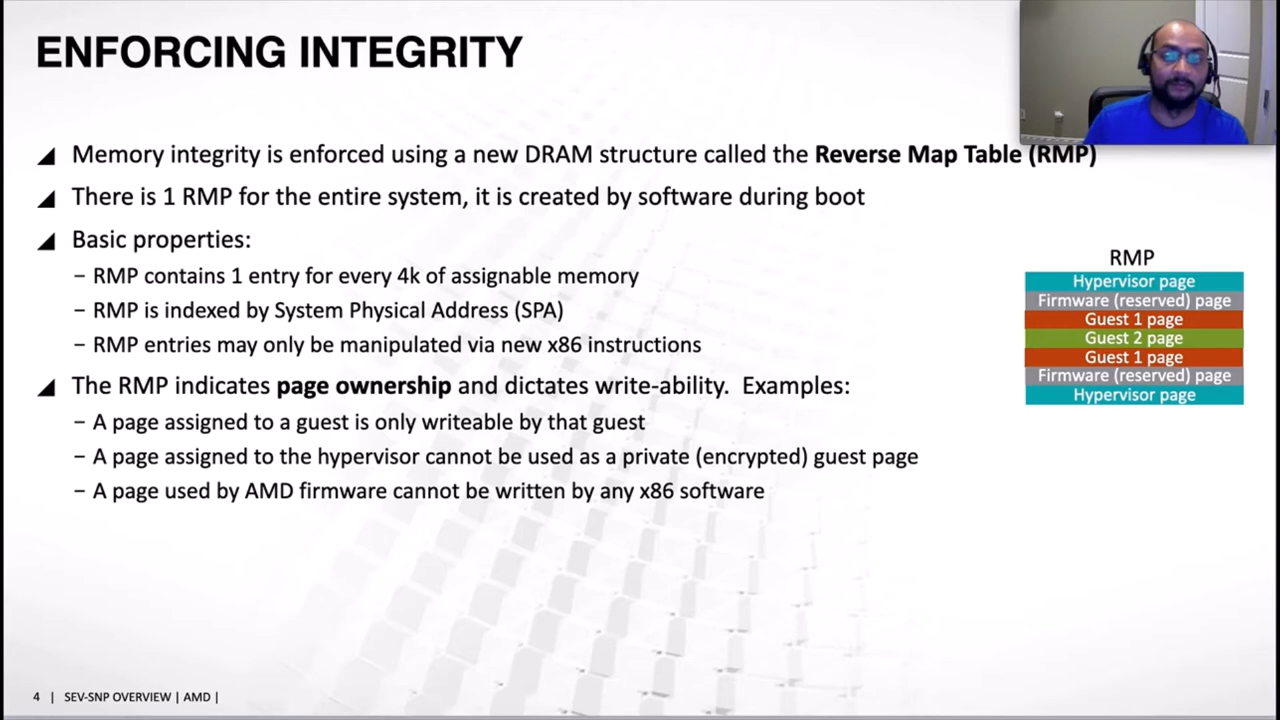 ENFORCING INTEGRITY
Memory integrity is enforced using a new DRAM structure called the Reverse Map Table (RMP)
There is 1 RMP for the entire system, it is created by software during boot
Basic properties:
– RMP contains 1 entry for every 4k of assignable memory
– RMP is indexed by System Physical Address (SPA)
– RMP entries may only be manipulated via new x86 instructions
The RMP indicates page ownership and dictates write-ability. Examples:
– A page assigned to a guest is only writeable by that guest
– A page assigned to the hypervisor cannot be used as a private (encrypted) guest page
– A page used by AMD firmware cannot be written by any x86 software
RMP
Hypervisor page
Firmware (reserved) page
Guest 1 page
Guest 2 page
Guest 1 page
Firmware (reserved) page
Hypervisor page
4 | SEV-SNP OVERVIEW | AMD |